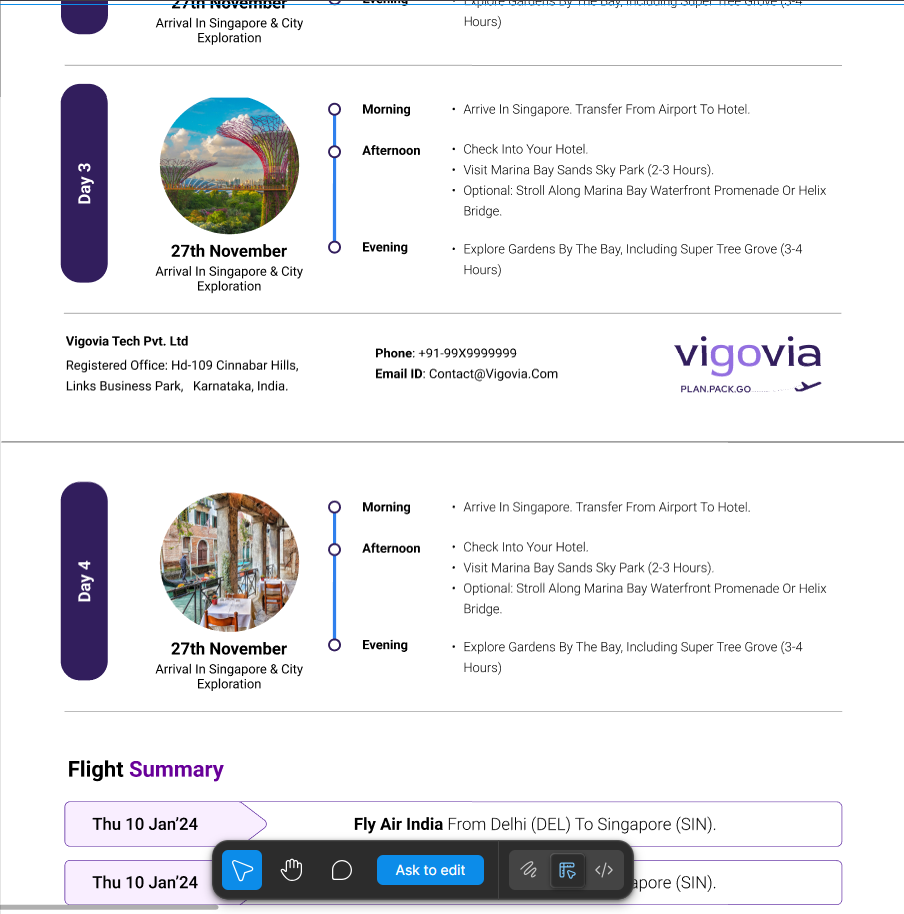 27th November
Evening
Explore Gardens By The Bay, Including Super Tree Grove (3-4
Hours)
Arrival In Singapore & City
Exploration
Day 3
Morning
• Arrive In Singapore. Transfer From Airport To Hotel.
Afternoon
• Check Into Your Hotel.
• Visit Marina Bay Sands Sky Park (2-3 Hours).
• Optional: Stroll Along Marina Bay Waterfront Promenade Or Helix
Bridge.
27th November
Arrival In Singapore & City
Exploration
Evening
• Explore Gardens By The Bay, Including Super Tree Grove (3-4
Hours)
Vigovia Tech Pvt. Ltd
Registered Office: Hd-109 Cinnabar Hills,
Links Business Park, Karnataka, India.
Phone: +91-99X9999999
Email ID: Contact@Vigovia.Com
vigovia
PLAN.PACK.GO
Day 4
Morning
• Arrive In Singapore. Transfer From Airport To Hotel.
Afternoon
• Check Into Your Hotel.
• Visit Marina Bay Sands Sky Park (2-3 Hours).
• Optional: Stroll Along Marina Bay Waterfront Promenade Or Helix
Bridge.
27th November
Arrival In Singapore & City
Exploration
Evening
• Explore Gardens By The Bay, Including Super Tree Grove (3-4
Hours)
Flight Summary
Thu 10 Jan’24
Fly Air India From Delhi (DEL) To Singapore (SIN).
Ask to edit
</> 
Thu 10 Jan’24
apore (SIN).